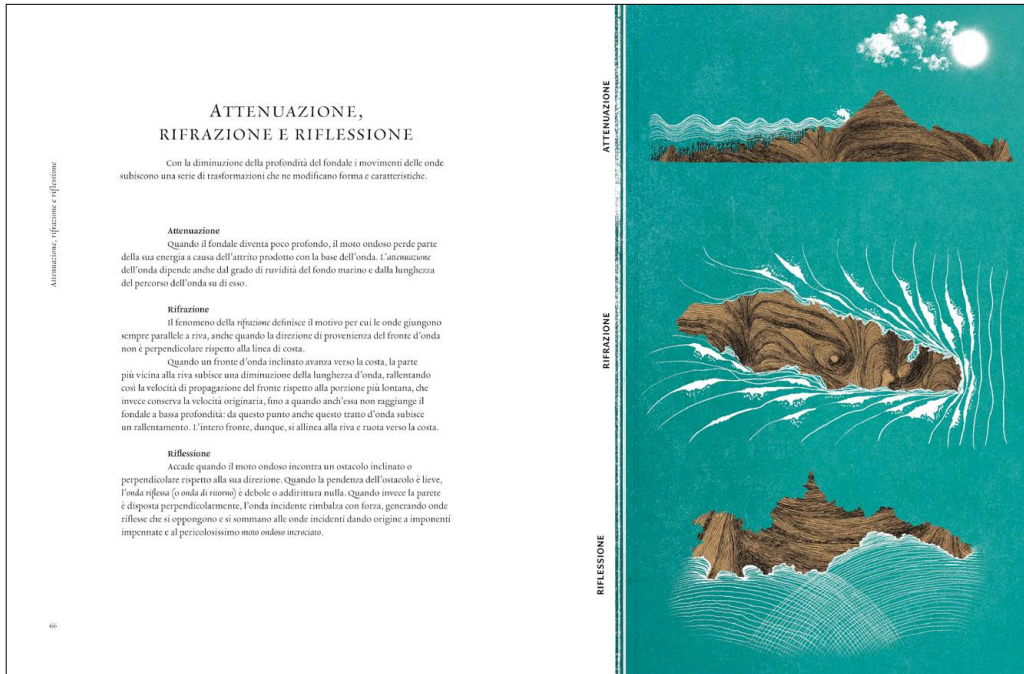 Attenuazione, rifrazione e riflessione
ATTENUAZIONE,
RIFRAZIONE E RIFLESSIONE
Con la diminuzione della profondità del fondale i movimenti delle onde
subiscono una serie di trasformazioni che ne modificano forma e caratteristiche.
Attenuazione
Quando il fondale diventa poco profondo, il moto ondoso perde parte
della sua energia a causa dell'attrito prodotto con la base dell'onda. L'attenuazione
dell'onda dipende anche dal grado di ruvidità del fondo marino e dalla lunghezza
del percorso dell'onda su di esso.
Rifrazione
Il fenomeno della rifrazione definisce il motivo per cui le onde giungono
sempre parallele a riva, anche quando la direzione di provenienza del fronte d'onda
non è perpendicolare rispetto alla linea di costa.
Quando un fronte d'onda inclinato avanza verso la costa, la parte
più vicina alla riva subisce una diminuzione della lunghezza d'onda, rallentando
così la velocità di propagazione del fronte rispetto alla porzione più lontana, che
invece conserva la velocità originaria, fino a quando anch'essa non raggiunge il
fondale a bassa profondità: da questo punto anche questo tratto d'onda subisce
un rallentamento. L'intero fronte, dunque, si allinea alla riva e ruota verso la costa.
Riflessione
Accade quando il moto ondoso incontra un ostacolo inclinato o
perpendicolare rispetto alla sua direzione. Quando la pendenza dell'ostacolo è lieve,
l'onda riflessa (o onda di ritorno) è debole o addirittura nulla. Quando invece la parete
è disposta perpendicolarmente, l'onda incidente rimbalza con forza, generando onde
riflesse che si oppongono e si sommano alle onde incidenti dando origine a imponenti
impennate e al pericolosissimo moto ondoso incrociato.
66
ATTENUAZIONE
RIFRAZIONE
RIFLESSIONE